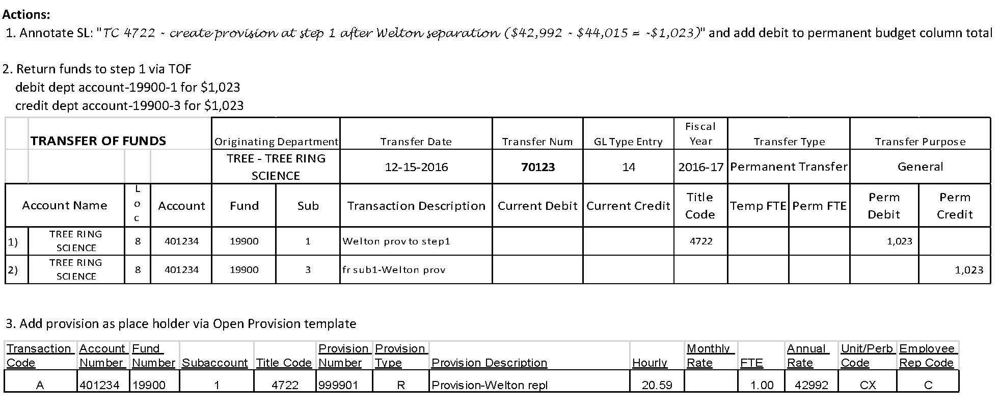 Actions:
1. Annotate SL: "TC 4722 - create provision at step 1 after Welton separation ($42,992 - $44,015 = -$1,023)" and add debit to permanent budget column total
2. Return funds to step 1 via TOF
debit dept account-19900-1 for $1,023
credit dept account-19900-3 for $1,023
TRANSFER OF FUNDS Originating Department Transfer Date Transfer Num GL Type Entry Fiscal Year Transfer Type Transfer Purpose
TREE - TREE RING SCIENCE 12-15-2016 70123 14 2016-17 Permanent Transfer General
Account Name Loc Account Fund Sub Transaction Description Current Debit Current Credit Title Code Temp FTE Perm FTE Perm Debit Perm Credit
1) TREE RING SCIENCE 8 401234 19900 1 Welton prov to step1 4722 1,023
2) TREE RING SCIENCE 8 401234 19900 3 fr sub1-Welton prov 1,023
3. Add provision as place holder via Open Provision template
Transaction Code Account Number Fund Number Subaccount Title Code Provision Number Provision Type Provision Description Hourly Monthly Rate FTE Annual Rate Unit/Perb Code Employee Rep Code
A 401234 19900 1 4722 999901 R Provision-Welton repl 20.59 1.00 42992 CX C